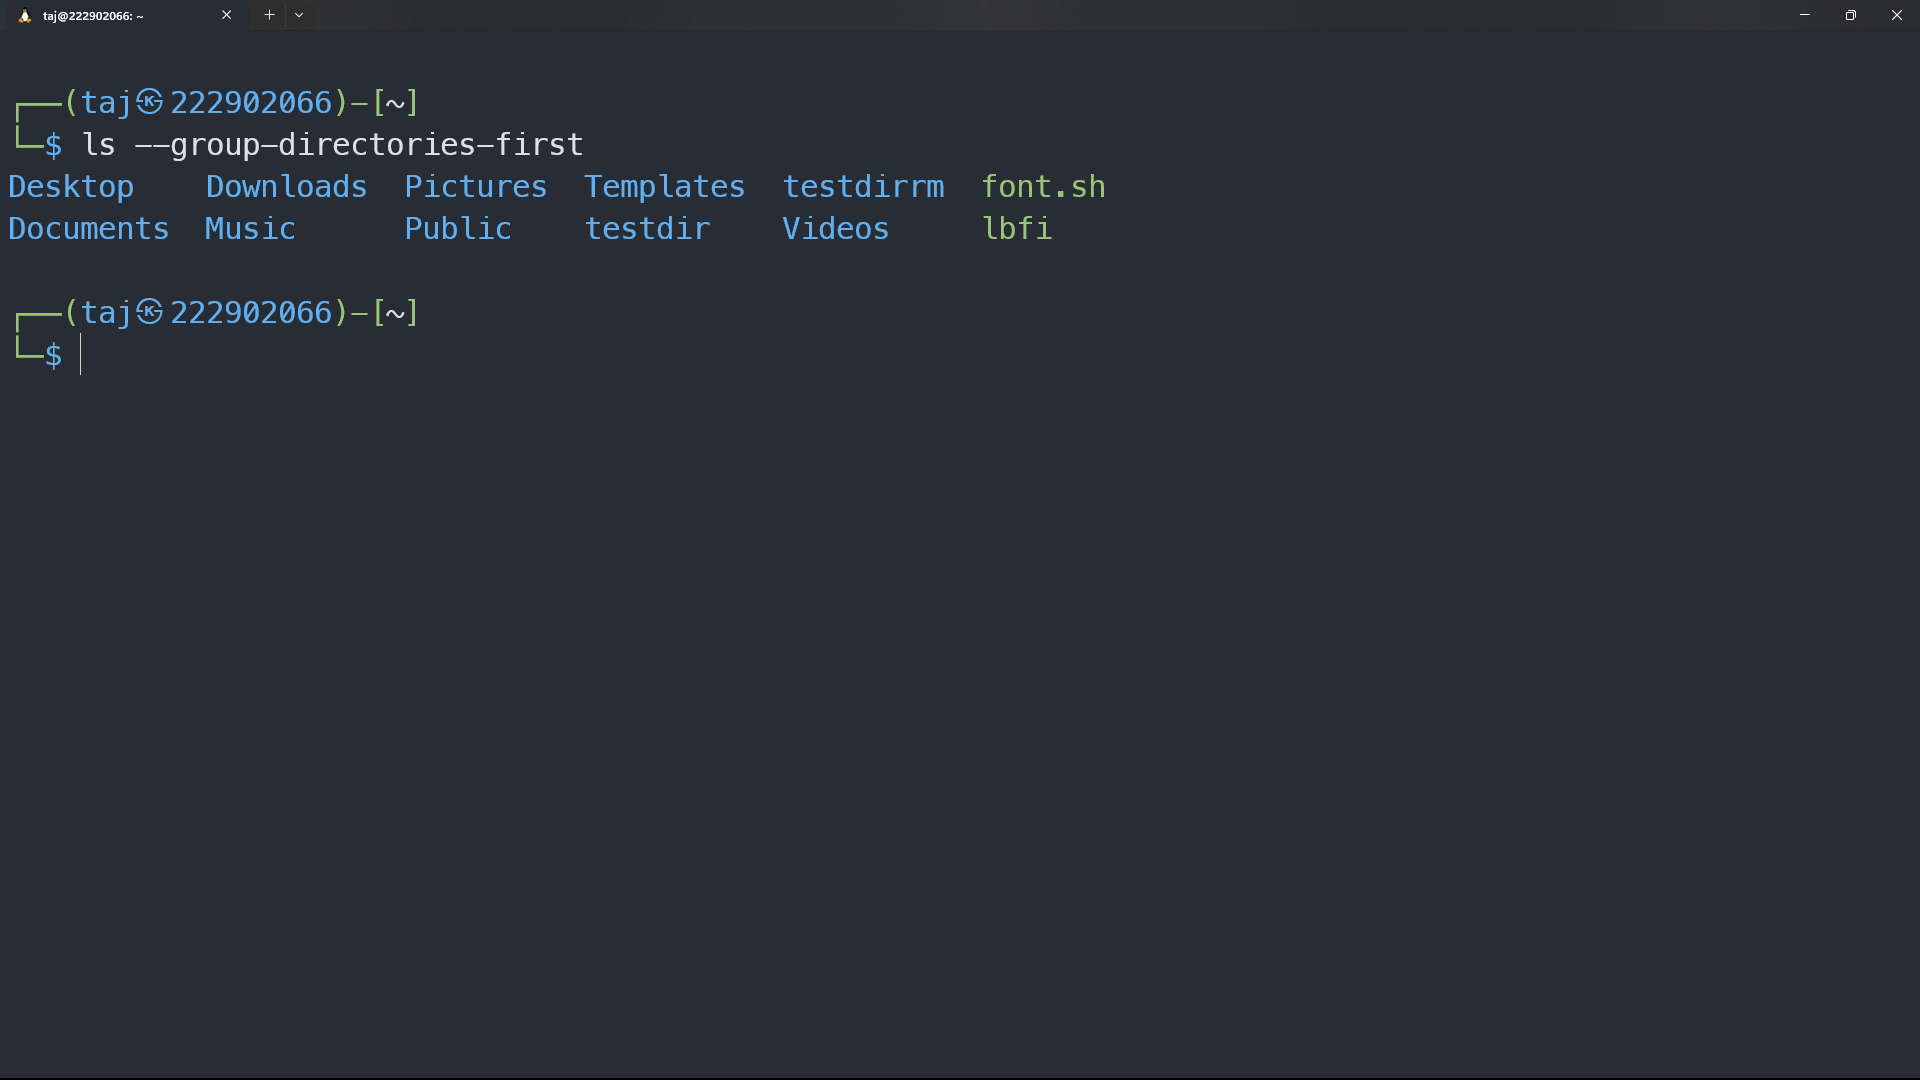 taj@222902066: ~
┌──(taj㉿222902066)-[~]
└─$ ls --group-directories-first
Desktop    Downloads  Pictures  Templates  testdirrm  font.sh
Documents  Music      Public    testdir    Videos     lbfi
┌──(taj㉿222902066)-[~]
└─$